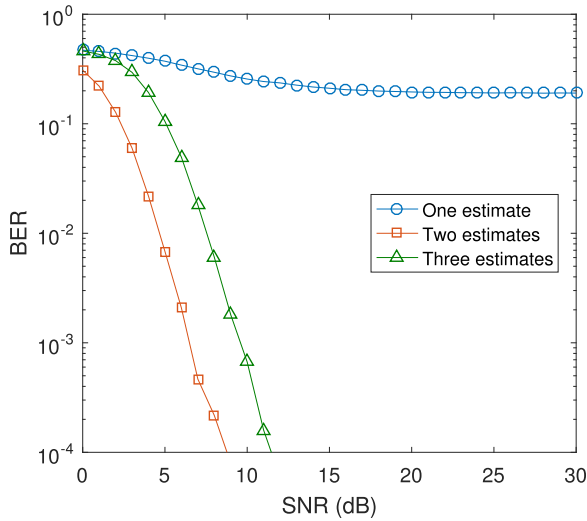 10^0
10^-1
10^-2
10^-3
10^-4
BER
One estimate
Two estimates
Three estimates
0 5 10 15 20 25 30
SNR (dB)